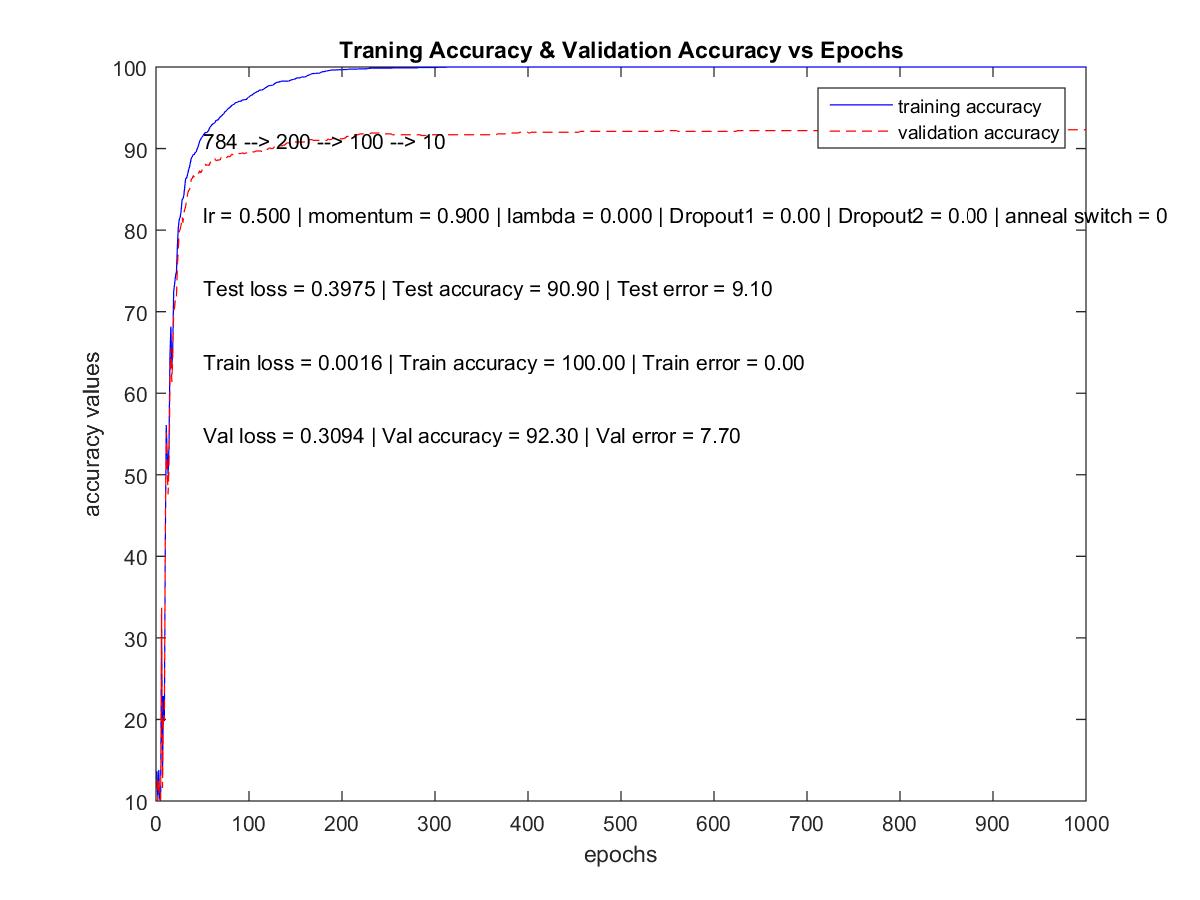 Traning Accuracy & Validation Accuracy vs Epochs
100
90
80
70
60
50
40
30
20
10
accuracy values
training accuracy
validation accuracy
784 --> 200 --> 100 --> 10
lr = 0.500 | momentum = 0.900 | lambda = 0.000 | Dropout1 = 0.00 | Dropout2 = 0.00 | anneal switch = 0
Test loss = 0.3975 | Test accuracy = 90.90 | Test error = 9.10
Train loss = 0.0016 | Train accuracy = 100.00 | Train error = 0.00
Val loss = 0.3094 | Val accuracy = 92.30 | Val error = 7.70
0 100 200 300 400 500 600 700 800 900 1000
epochs